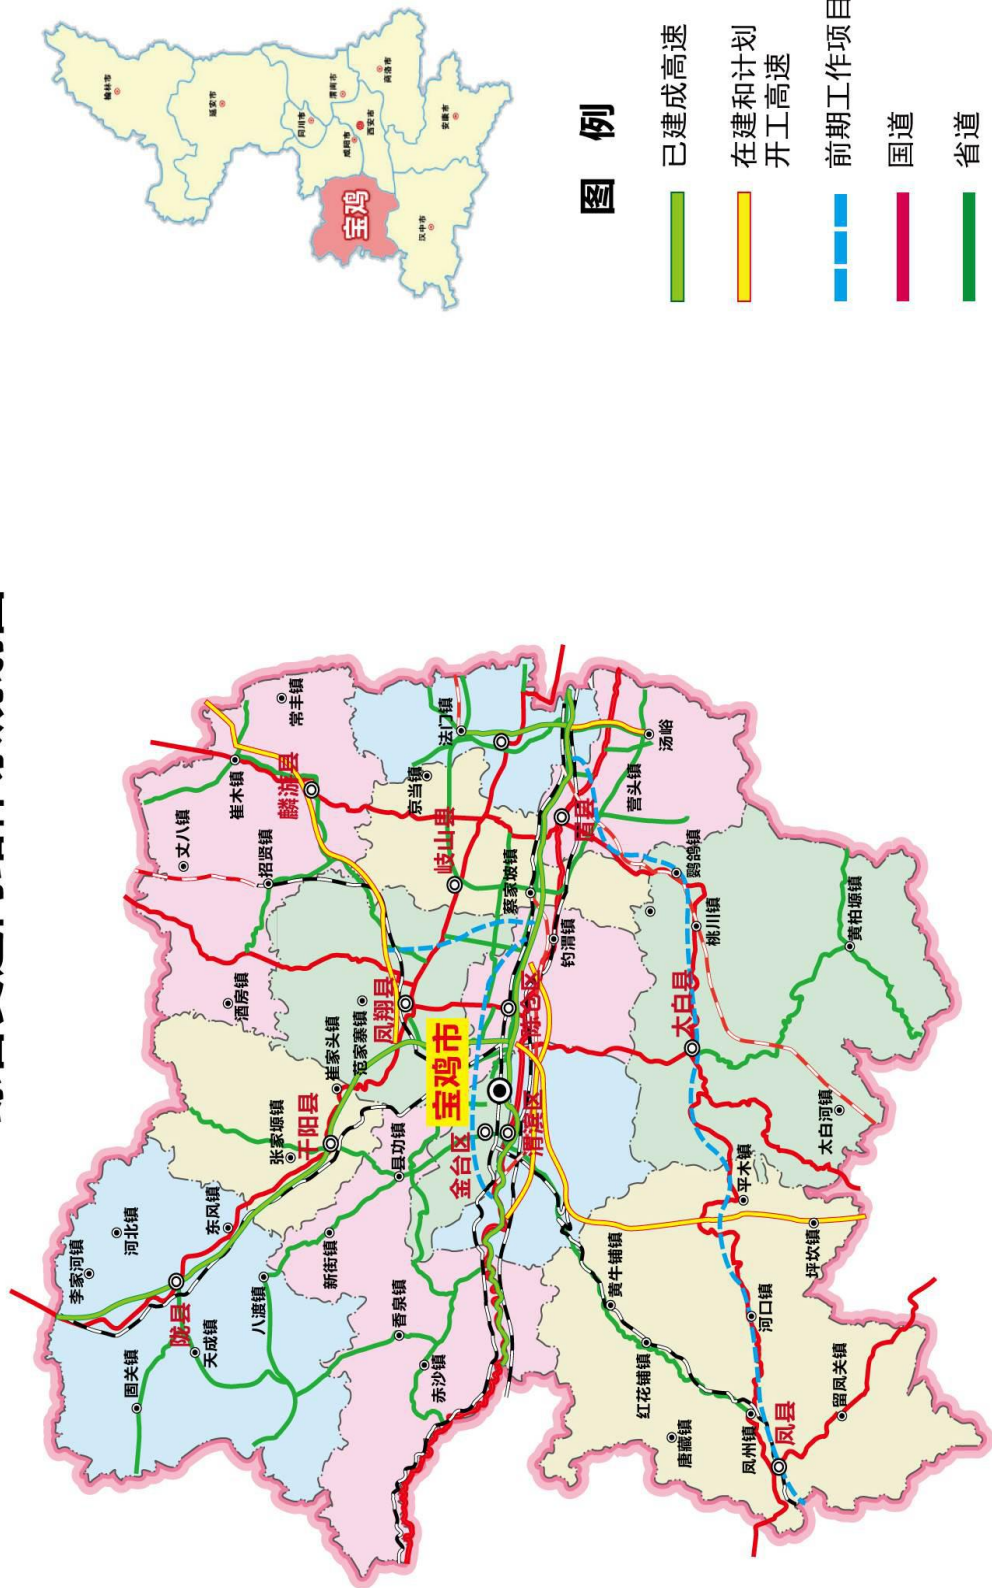 榆林市
延安市
同川市
渭南市
咸阳市
西安市
商洛市
宝鸡
汉中市
安康市
图 例
已建成高速
在建和计划
开工高速
前期工作项目
国道
省道
李家河镇
河北镇
固关镇
陇县
天成镇
东风镇
张家塬镇
八渡镇
新街镇
千阳县
崔家头镇
县功镇
香泉镇
赤沙镇
丈八镇
崔木镇
常丰镇
麟游县
招贤镇
酒房镇
范家寨镇
凤翔县
京当镇
法门镇
岐山县
蔡家坡镇
宝鸡市
金台区
渭滨区
陈仓区
钓渭镇
眉县
营头镇
汤峪
鹦鸽镇
桃川镇
太白县
黄柏塬镇
太白河镇
平木镇
坪坎镇
黄牛铺镇
红花铺镇
河口镇
唐藏镇
凤州镇
凤县
留凤关镇